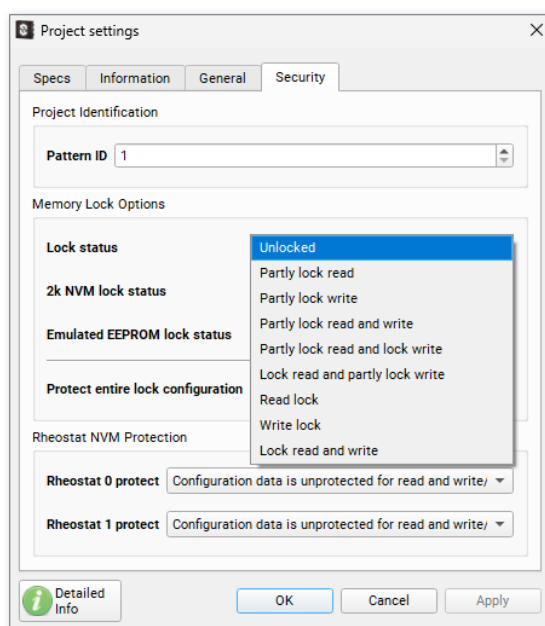 Project settings
Specs Information General Security
Project Identification
Pattern ID 1
Memory Lock Options
Lock status
Unlocked
Partly lock read
2k NVM lock status
Partly lock write
Partly lock read and write
Emulated EEPROM lock status
Partly lock read and lock write
Lock read and partly lock write
Protect entire lock configuration
Read lock
Write lock
Rheostat NVM Protection
Lock read and write
Rheostat 0 protect Configuration data is unprotected for read and write/
Rheostat 1 protect Configuration data is unprotected for read and write/
Detailed
Info
OK Cancel Apply